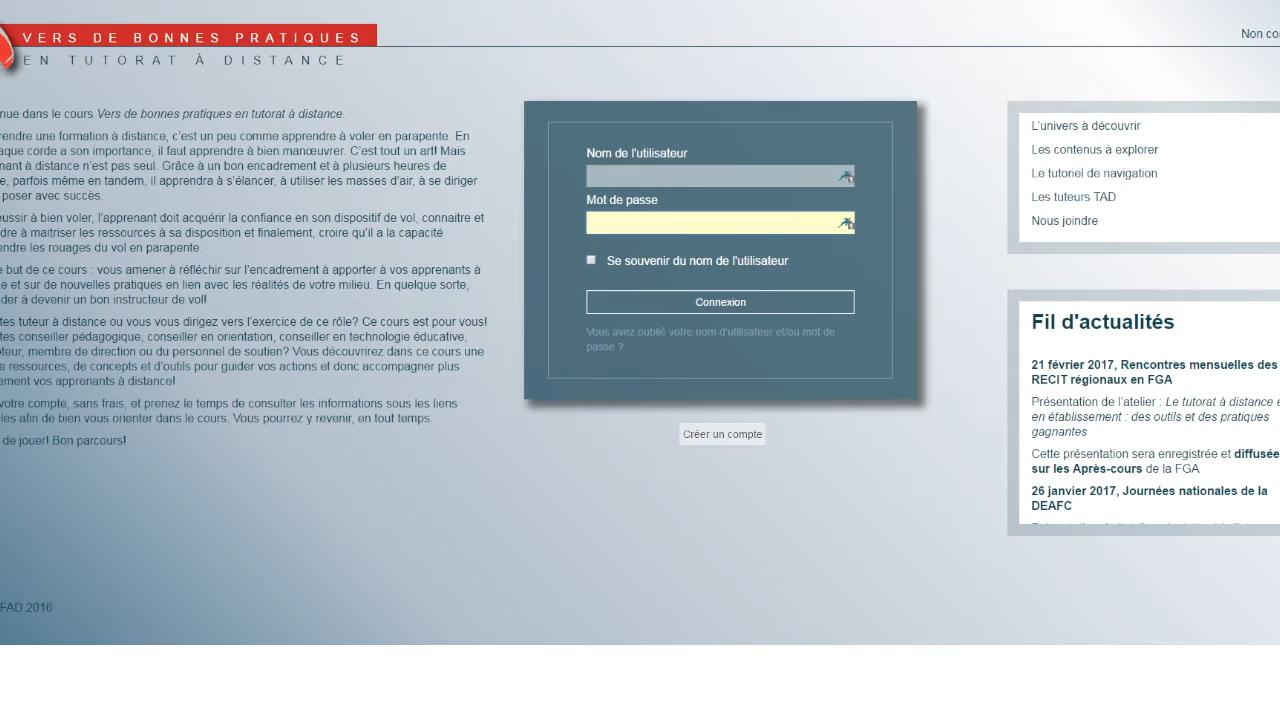 VERS DE BONNES PRATIQUES
EN TUTORAT À DISTANCE
Non
nue dans le cours Vers de bonnes pratiques en tutorat à distance.
rendre une formation à distance, c'est un peu comme apprendre à voler en parapente. En
aque corde a son importance, il faut apprendre à bien manœuvrer. C'est tout un art! Mais
nant à distance n'est pas seul. Grâce à un bon encadrement et à plusieurs heures de
e, parfois même en tandem, il apprendra à s'élancer, à utiliser les masses d'air, à se diriger
poser avec succès.
éussir à bien voler, l'apprenant doit acquérir la confiance en son dispositif de vol, connaitre et
dre à maitriser les ressources à sa disposition et finalement, croire qu'il a la capacité
endre les rouages du vol en parapente.
e but de ce cours : vous amener à réfléchir sur l'encadrement à apporter à vos apprenants à
ce et sur de nouvelles pratiques en lien avec les réalités de votre milieu. En quelque sorte,
der à devenir un bon instructeur de vol!
tes tuteur à distance ou vous vous dirigez vers l'exercice de ce rôle? Ce cours est pour vous!
tes conseiller pédagogique, conseiller en orientation, conseiller en technologie éducative,
teur, membre de direction ou du personnel de soutien? Vous découvrirez dans ce cours une
e ressources, de concepts et d'outils pour guider vos actions et donc accompagner plus
ement vos apprenants à distance!
votre compte, sans frais, et prenez le temps de consulter les informations sous les liens
les afin de bien vous orienter dans le cours. Vous pourrez y revenir, en tout temps.
de jouer! Bon parcours!
FAD 2016
Nom de l'utilisateur
Mot de passe
Se souvenir du nom de l'utilisateur
Connexion
Vous avez oublié votre nom d'utilisateur et/ou mot de
passe ?
Créer un compte
L'univers à découvrir
Les contenus à explorer
Le tutoriel de navigation
Les tuteurs TAD
Nous joindre
Fil d'actualités
21 février 2017, Rencontres mensuelles des
RECIT régionaux en FGA
Présentation de l'atelier : Le tutorat à distance e
en établissement : des outils et des pratiques
gagnantes
Cette présentation sera enregistrée et diffusée
sur les Après-cours de la FGA
26 janvier 2017, Journées nationales de la
DEAFC